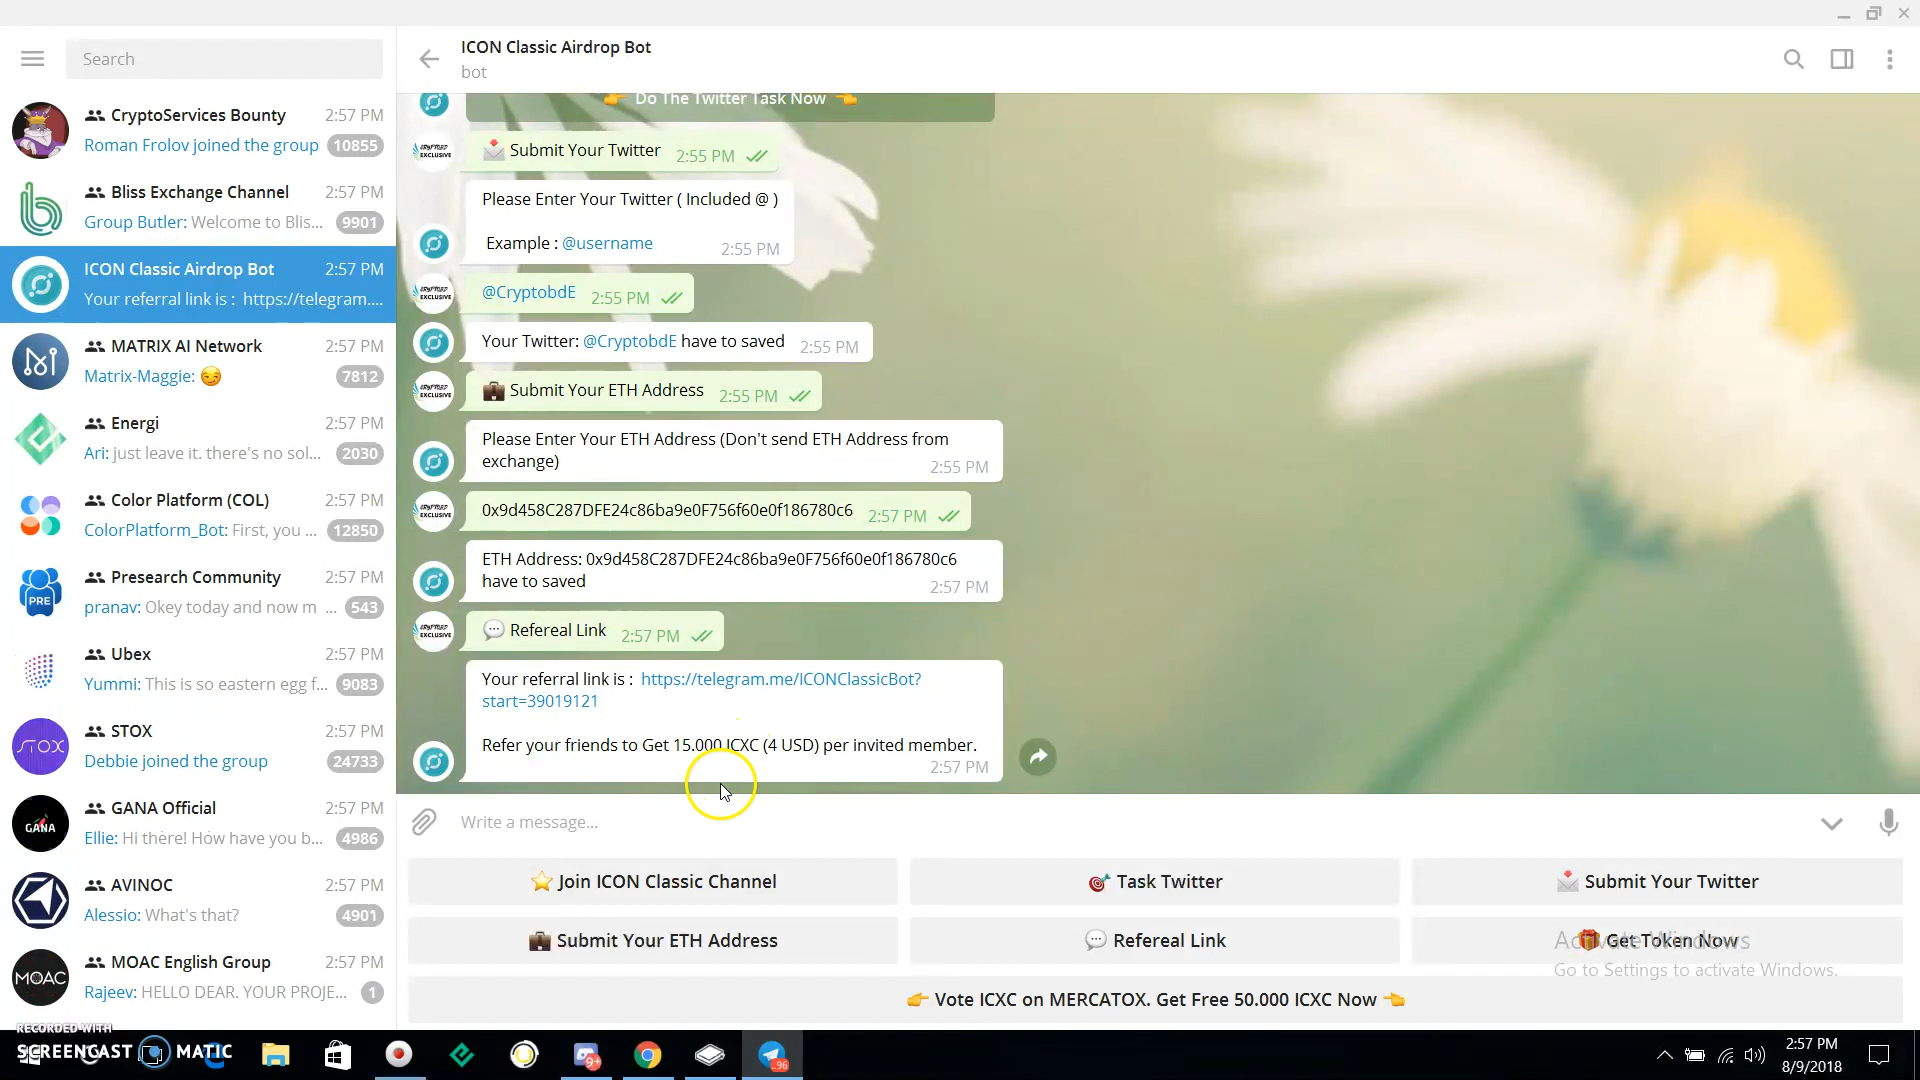 Search
CryptoServices Bounty 2:57 PM
Roman Frolov joined the group 10855
Bliss Exchange Channel 2:57 PM
Group Butler: Welcome to Blis... 9901
ICON Classic Airdrop Bot 2:57 PM
Your referral link is : https://telegram....
MATRIX AI Network 2:57 PM
Matrix-Maggie: 😏 7812
Energi 2:57 PM
Ari: just leave it. there's no sol... 2030
Color Platform (COL) 2:57 PM
ColorPlatform_Bot: First, you ... 12850
PRE
Presearch Community 2:57 PM
pranav: Okey today and now m ... 543
Ubex 2:57 PM
Yummi: This is so eastern egg f... 9083
STOX
STOX 2:57 PM
Debbie joined the group 24733
GANA
GANA Official 2:57 PM
Ellie: Hi there! How have you b... 4986
AVINOC 2:57 PM
Alessio: What's that? 4901
MOAC
MOAC English Group 2:57 PM
Rajeev: HELLO DEAR. YOUR PROJE... 1
ICON Classic Airdrop Bot
bot
👉 Do The Twitter Task Now 👈
📩 Submit Your Twitter 2:55 PM
Please Enter Your Twitter ( Included @ )
Example : @username 2:55 PM
@CryptobdE 2:55 PM
Your Twitter: @CryptobdE have to saved 2:55 PM
💼 Submit Your ETH Address 2:55 PM
Please Enter Your ETH Address (Don't send ETH Address from
exchange) 2:55 PM
0x9d458C287DFE24c86ba9e0F756f60e0f186780c6 2:57 PM
ETH Address: 0x9d458C287DFE24c86ba9e0F756f60e0f186780c6
have to saved 2:57 PM
💬 Refereal Link 2:57 PM
Your referral link is : https://telegram.me/ICONClassicBot?
start=39019121
Refer your friends to Get 15.000 ICXC (4 USD) per invited member.
2:57 PM
Write a message...
⭐ Join ICON Classic Channel
🎯 Task Twitter
📩 Submit Your Twitter
💼 Submit Your ETH Address
💬 Refereal Link
🎁 Get Token Now
Activate Windows
Go to Settings to activate Windows.
👉 Vote ICXC on MERCATOX. Get Free 50.000 ICXC Now 👈
RECORDED WITH
SCREENCAST MATIC
9+
..96
2:57 PM
8/9/2018